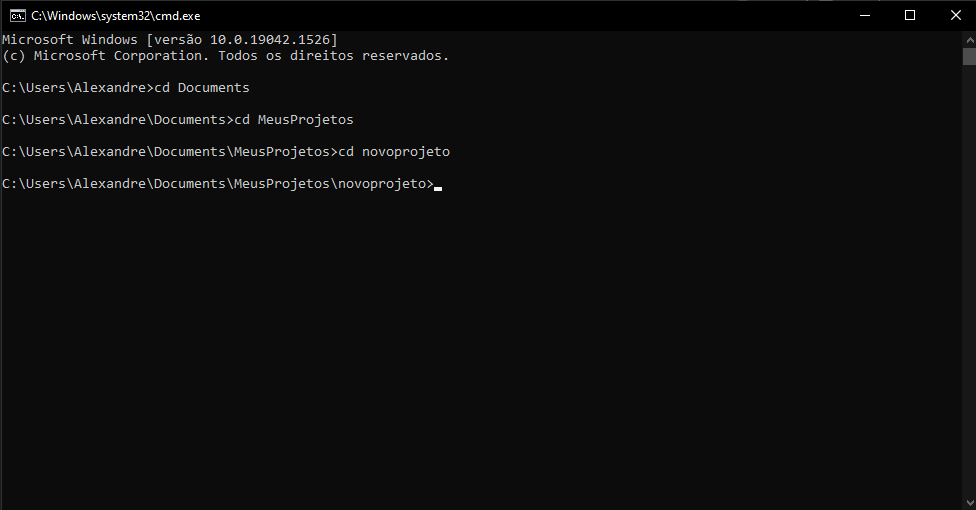 C:\Windows\system32\cmd.exe
Microsoft Windows [versão 10.0.19042.1526]
(c) Microsoft Corporation. Todos os direitos reservados.
C:\Users\Alexandre>cd Documents
C:\Users\Alexandre\Documents>cd MeusProjetos
C:\Users\Alexandre\Documents\MeusProjetos>cd novoprojeto
C:\Users\Alexandre\Documents\MeusProjetos\novoprojeto>